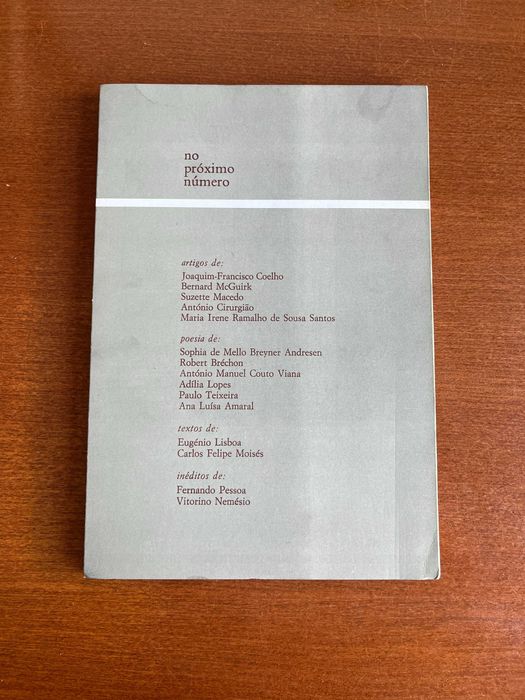 no
próximo
número
artigos de:
Joaquim-Francisco Coelho
Bernard McGuirk
Suzette Macedo
António Cirurgião
Maria Irene Ramalho de Sousa Santos
poesia de:
Sophia de Mello Breyner Andresen
Robert Bréchon
António Manuel Couto Viana
Adília Lopes
Paulo Teixeira
Ana Luísa Amaral
textos de:
Eugénio Lisboa
Carlos Felipe Moisés
inéditos de:
Fernando Pessoa
Vitorino Nemésio